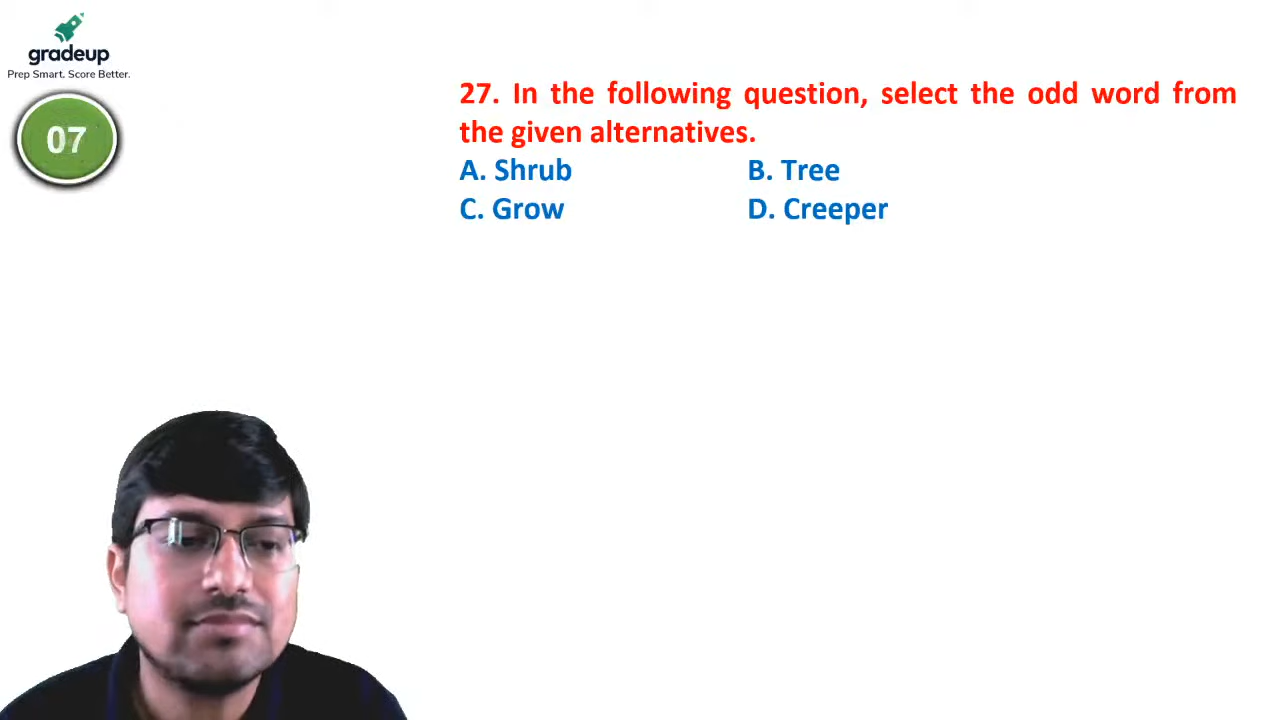 gradeup
Prep Smart. Score Better.
07
27. In the following question, select the odd word from
the given alternatives.
A. Shrub B. Tree
C. Grow D. Creeper